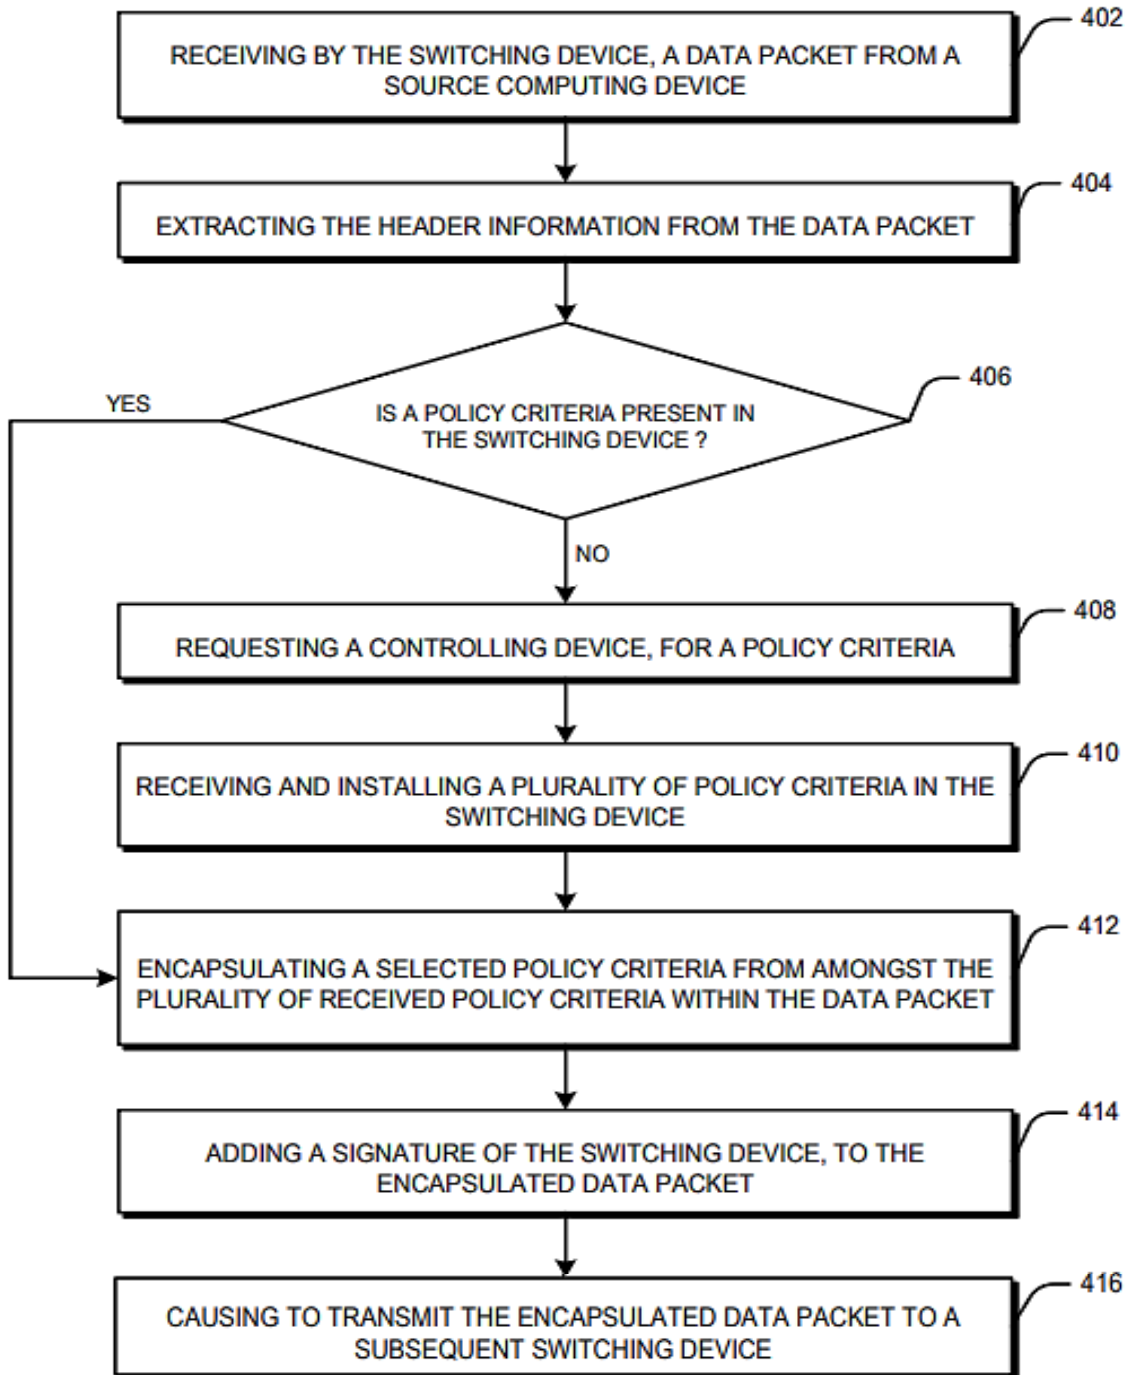 402
RECEIVING BY THE SWITCHING DEVICE, A DATA PACKET FROM A
SOURCE COMPUTING DEVICE
404
EXTRACTING THE HEADER INFORMATION FROM THE DATA PACKET
406
YES
IS A POLICY CRITERIA PRESENT IN
THE SWITCHING DEVICE ?
NO
408
REQUESTING A CONTROLLING DEVICE, FOR A POLICY CRITERIA
410
RECEIVING AND INSTALLING A PLURALITY OF POLICY CRITERIA IN THE
SWITCHING DEVICE
412
ENCAPSULATING A SELECTED POLICY CRITERIA FROM AMONGST THE
PLURALITY OF RECEIVED POLICY CRITERIA WITHIN THE DATA PACKET
414
ADDING A SIGNATURE OF THE SWITCHING DEVICE, TO THE
ENCAPSULATED DATA PACKET
416
CAUSING TO TRANSMIT THE ENCAPSULATED DATA PACKET TO A
SUBSEQUENT SWITCHING DEVICE